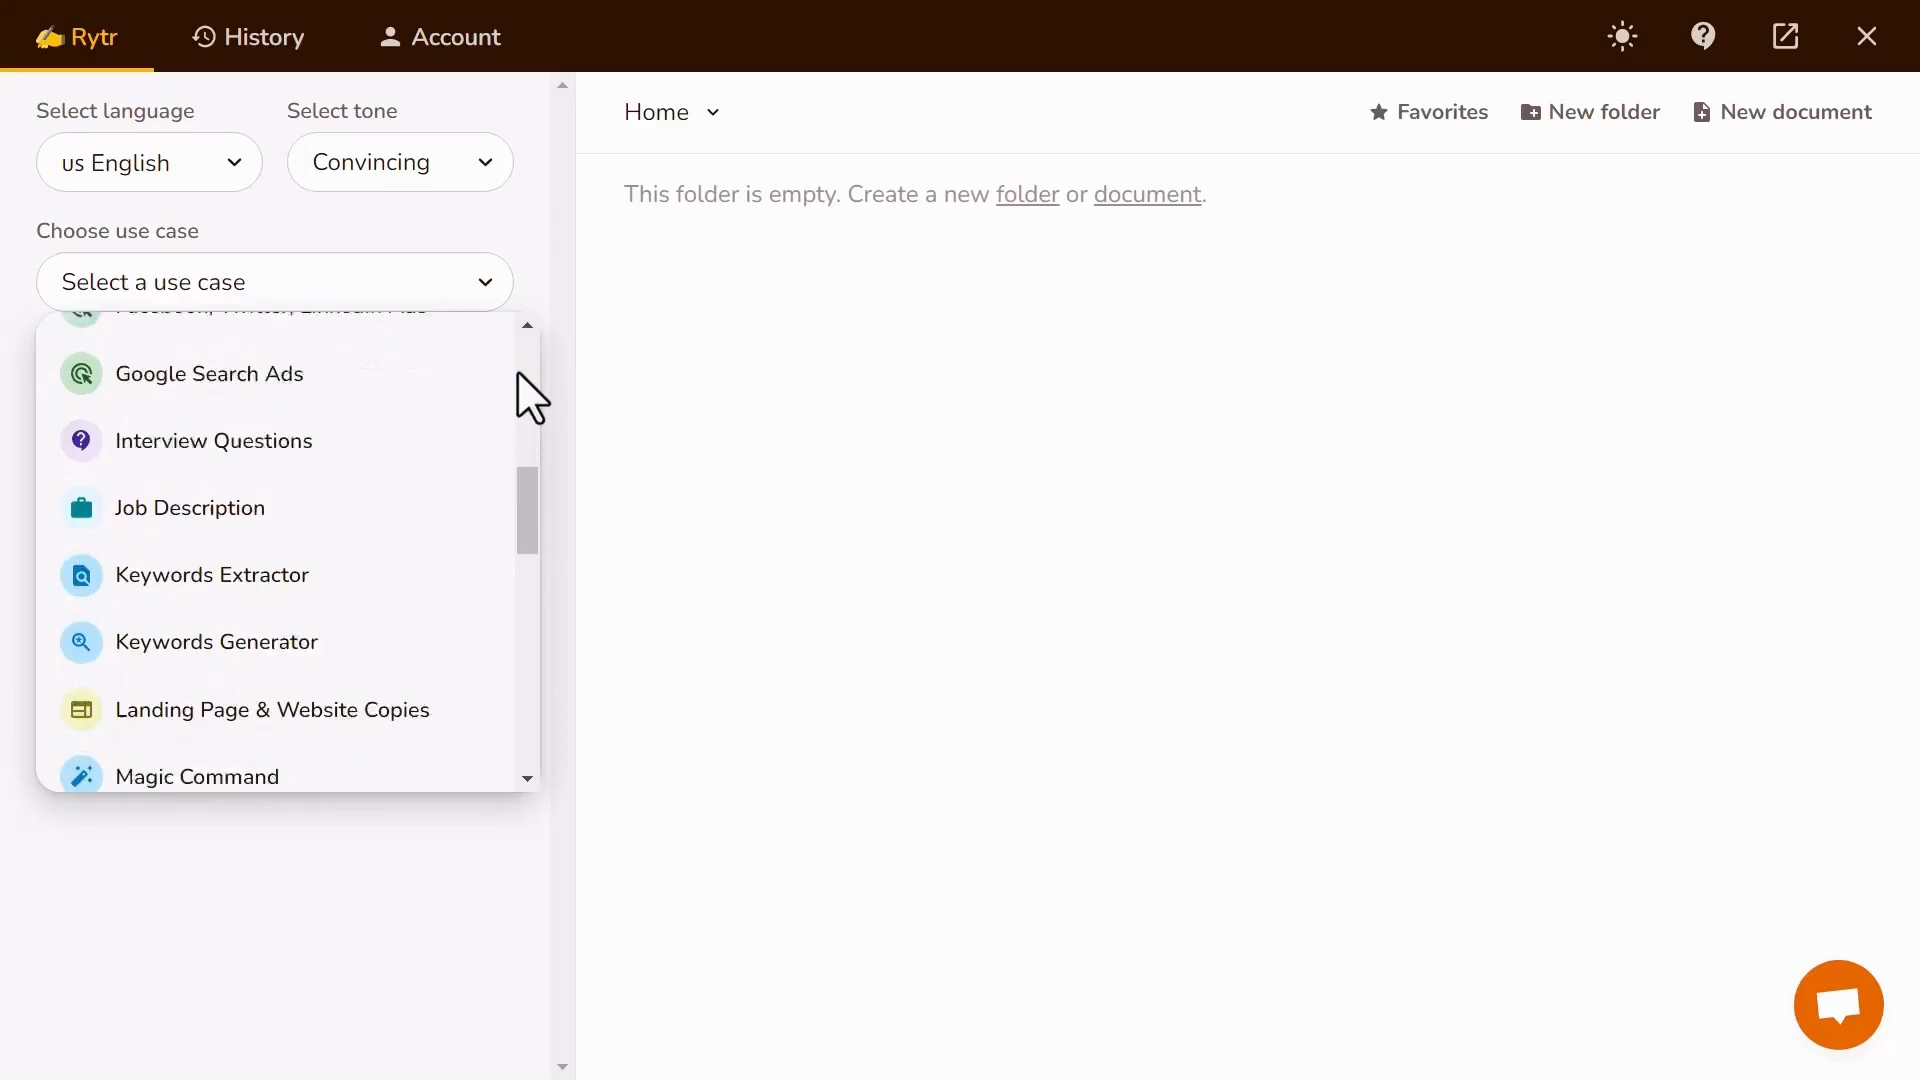 Rytr
History
Account
Select language
Select tone
us English
Convincing
Choose use case
Select a use case
Google Search Ads
Interview Questions
Job Description
Keywords Extractor
Keywords Generator
Landing Page & Website Copies
Magic Command
Home
Favorites
New folder
New document
This folder is empty. Create a new folder or document.